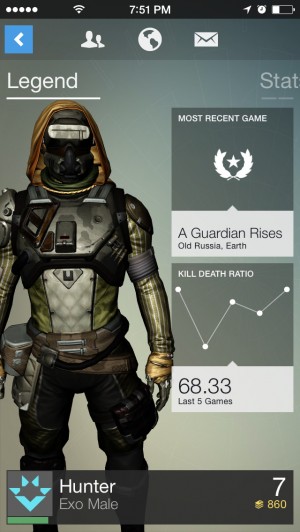 7:51 PM
Legend
Stat
MOST RECENT GAME
A Guardian Rises
Old Russia, Earth
KILL DEATH RATIO
68.33
Last 5 Games
Hunter
7
Exo Male
860